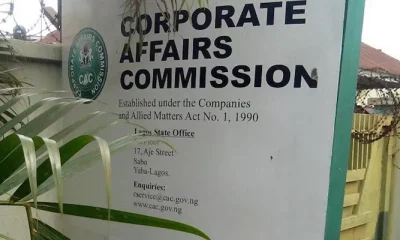 CORPORATE
AFFAIRS
COMMISSION
CAC
Established under the Companies
and Allied Matters Act No. 1, 1990
Lagos State Office
17, Aje Street
Sabo
Yaba-Lagos.
Enquiries:
cservice@cac.gov.ng
www.cac.gov.ng